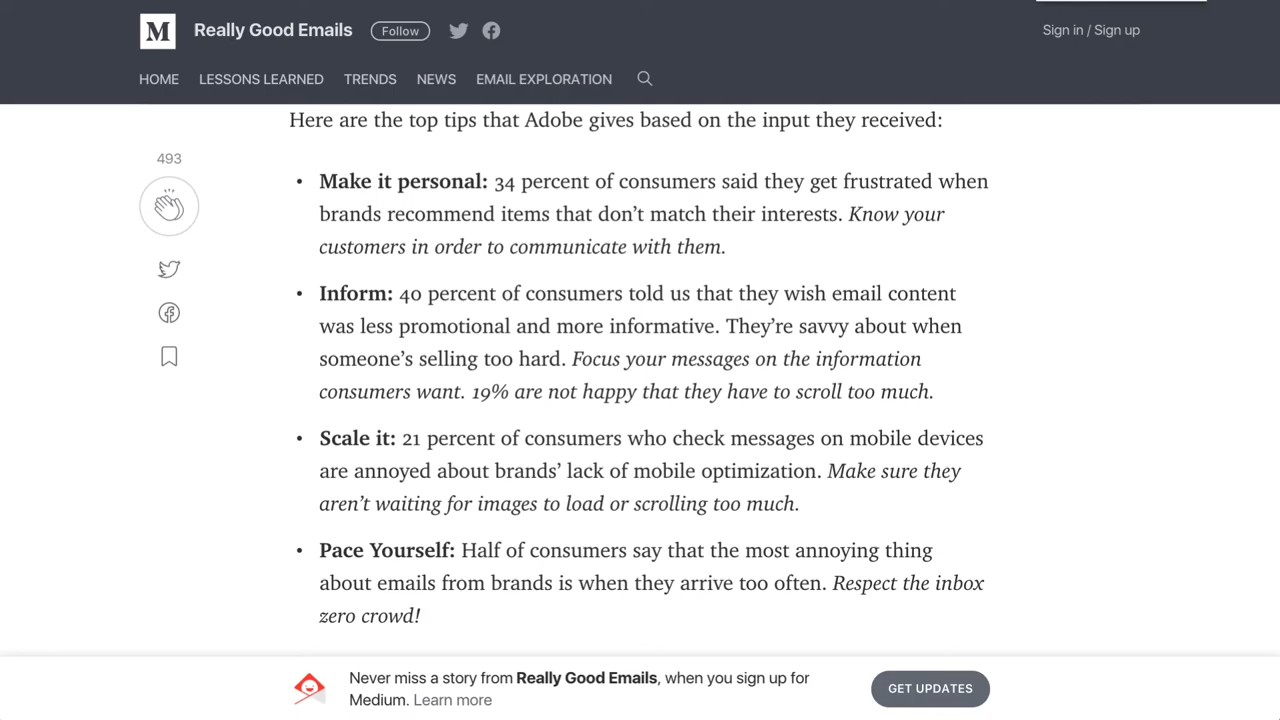 M Really Good Emails Follow Sign in / Sign up
HOME LESSONS LEARNED TRENDS NEWS EMAIL EXPLORATION
Here are the top tips that Adobe gives based on the input they received:
493
• Make it personal: 34 percent of consumers said they get frustrated when
brands recommend items that don’t match their interests. Know your
customers in order to communicate with them.
• Inform: 40 percent of consumers told us that they wish email content
was less promotional and more informative. They’re savvy about when
someone’s selling too hard. Focus your messages on the information
consumers want. 19% are not happy that they have to scroll too much.
• Scale it: 21 percent of consumers who check messages on mobile devices
are annoyed about brands’ lack of mobile optimization. Make sure they
aren’t waiting for images to load or scrolling too much.
• Pace Yourself: Half of consumers say that the most annoying thing
about emails from brands is when they arrive too often. Respect the inbox
zero crowd!
Never miss a story from Really Good Emails, when you sign up for
Medium. Learn more
GET UPDATES